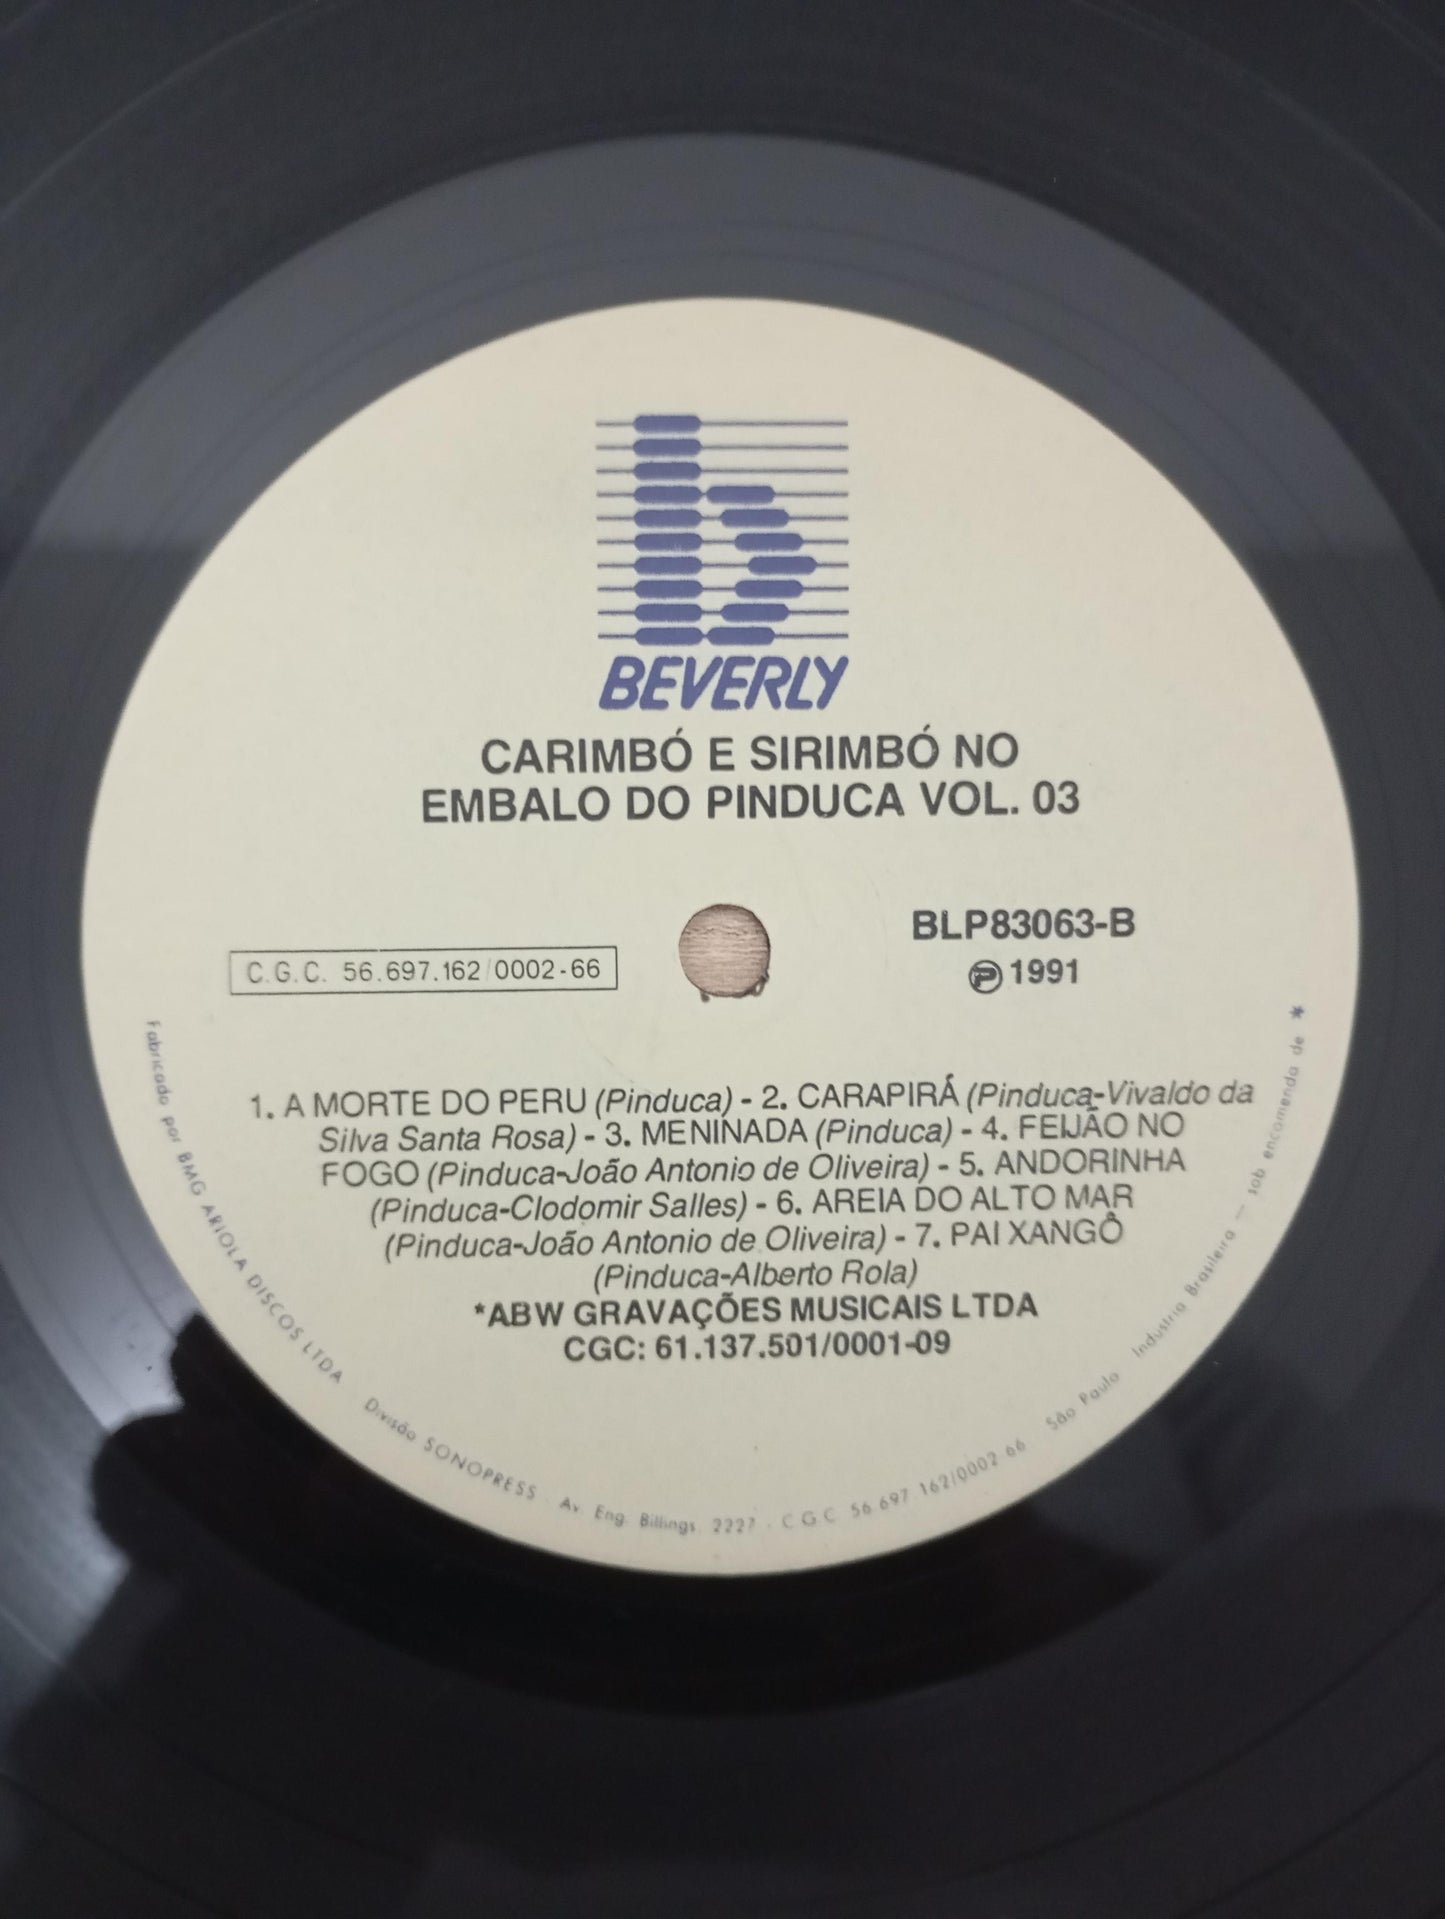 BEVERLY
CARIMBÓ E SIRIMBÓ NO
EMBALO DO PINDUCA VOL. 03
BLP83063-B
C.G.C. 56.697.162/0002-66
Ⓟ 1991
1. A MORTE DO PERU (Pinduca) - 2. CARAPIRÁ (Pinduca-Vivaldo da
Silva Santa Rosa) - 3. MENINADA (Pinduca) - 4. FEIJÃO NO
FOGO (Pinduca-João Antonio de Oliveira) - 5. ANDORINHA
(Pinduca-Clodomir Salles) - 6. AREIA DO ALTO MAR
(Pinduca-João Antonio de Oliveira) - 7. PAI XANGÔ
(Pinduca-Alberto Rola)
*ABW GRAVAÇÕES MUSICAIS LTDA
CGC: 61.137.501/0001-09
Fabricado por BMG ARIOLA DISCOS LTDA Divisão SONOPRESS - Av. Eng. Billings, 2227 - C G C 56 697 162/0002 66 São Paulo Industria Brasileira — sob encomenda de *